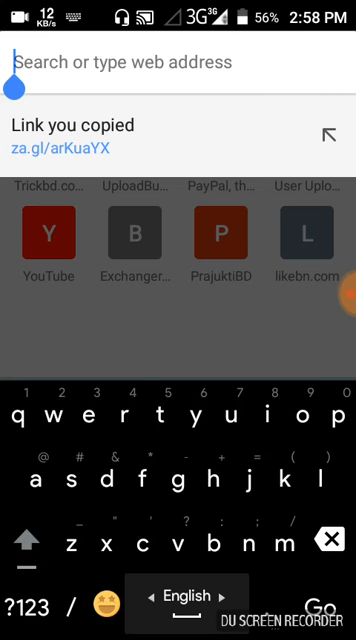 12 KB/s 3G 3G 56% 2:58 PM
Search or type web address
Link you copied
za.gl/arKuaYX
Trickbd.co... UploadBu... PayPal, th... User Uplo...
Y B P L
YouTube Exchanger... PrajuktiBD likebn.com
1 2 3 4 5 6 7 8 9 0
q w e r t y u i o p
@ # & * - + = ( )
a s d f g h j k l
_ " ' ? : ; /
z x c v b n m
?123 / English Go
DU SCREEN RECORDER